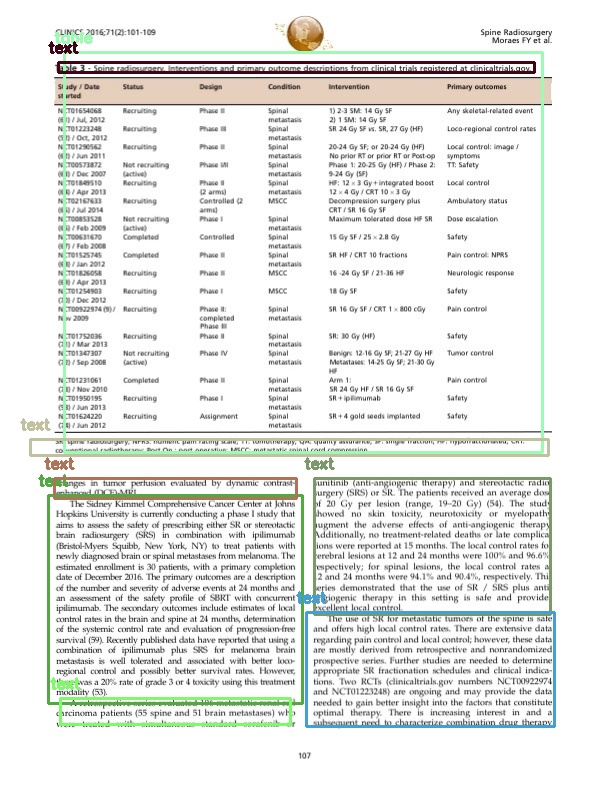 CLINICS 2016;71(2):101-109
Spine Radiosurgery
Moraes FY et al.
table
text
Table 3 - Spine radiosurgery. Interventions and primary outcome descriptions from clinical trials registered at clinicaltrials.gov.
Study / Date Status Design Condition Intervention Primary outcomes
started
NCT01654068 Recruiting Phase II Spinal 1) 2-3 SM: 14 Gy SF Any skeletal-related event
/ Jul, 2012 metastasis 2) 1 SM: 14 Gy SF
NCT01223248 Recruiting Phase III Spinal SR 24 Gy SF vs. SR, 27 Gy (HF) Loco-regional control rates
/ Oct, 2012 metastasis
NCT01290562 Recruiting Phase II Spinal 20-24 Gy SF; or 20-24 Gy (HF) Local control: image /
/ Jun 2011 metastasis No prior RT or prior RT or Post-op symptoms
NCT00573872 Not recruiting Phase I/II Spinal Phase 1: 20-25 Gy (HF) / Phase 2: TT: Safety
/ Dec 2007 (active) metastasis 9-24 Gy (SF)
NCT01849510 Recruiting Phase II Spinal HF: 12 × 3 Gy+integrated boost Local control
/ Apr 2013 (2 arms) metastasis 12 × 4 Gy / CRT 10 × 3 Gy
NCT02167633 Recruiting Controlled (2 MSCC Decompression surgery plus Ambulatory status
/ Jul 2014 arms) CRT / SR 16 Gy SF
NCT00853528 Not recruiting Phase I Spinal Maximum tolerated dose HF SR Dose escalation
/ Feb 2009 (active) metastasis
NCT00631670 Completed Controlled Spinal 15 Gy SF / 25 × 2.8 Gy Safety
/ Feb 2008 metastasis
NCT01525745 Completed Phase II Spinal SR HF / CRT 10 fractions Pain control: NPRS
/ Jan 2012 metastasis
NCT01826058 Recruiting Phase II MSCC 16 -24 Gy SF / 21-36 HF Neurologic response
/ Apr 2013
NCT01254903 Recruiting Phase I MSCC 18 Gy SF Safety
/ Dec 2012
NCT00922974 (9)/ Recruiting Phase II: Spinal SR 16 Gy SF / CRT 1 × 800 cGy Pain control
Nov 2009 completed metastasis
Phase III
NCT01752036 Recruiting Phase II Spinal SR: 30 Gy (HF) Safety
/ Mar 2013 metastasis
NCT01347307 Not recruiting Phase IV Spinal Benign: 12-16 Gy SF; 21-27 Gy HF Tumor control
/ Sep 2008 (active) metastasis Metastases: 14-25 Gy SF; 21-30 Gy
HF
NCT01231061 Completed Phase II Spinal Arm 1: Pain control
/ Nov 2010 metastasis SR 24 Gy HF / SR 16 Gy SF
NCT01950195 Recruiting Phase I Spinal SR+ipilimumab Safety
/ Jun 2013 metastasis
NCT01624220 Recruiting Assignment Spinal SR+4 gold seeds implanted Safety
/ Jun 2012 metastasis
text
SR: spine radiosurgery, NPRS: numeric pain rating scale, TT: tomotherapy, QA: quality assurance, SF: single fraction, HF: hypofractionated, CRT:
conventional radiotherapy; Post Op.: post operative; MSCC: metastatic spinal cord compression.
text
changes in tumor perfusion evaluated by dynamic contrast-
enhanced (DCE)-MRI.
text
The Sidney Kimmel Comprehensive Cancer Center at Johns
Hopkins University is currently conducting a phase I study that
aims to assess the safety of prescribing either SR or stereotactic
brain radiosurgery (SRS) in combination with ipilimumab
(Bristol-Myers Squibb, New York, NY) to treat patients with
newly diagnosed brain or spinal metastases from melanoma. The
estimated enrollment is 30 patients, with a primary completion
date of December 2016. The primary outcomes are a description
of the number and severity of adverse events at 24 months and
an assessment of the safety profile of SBRT with concurrent
ipilimumab. The secondary outcomes include estimates of local
control rates in the brain and spine at 24 months, determination
of the systemic control rate and evaluation of progression-free
survival (59). Recently published data have reported that using a
combination of ipilimumab plus SRS for melanoma brain
metastasis is well tolerated and associated with better loco-
regional control and possibly better survival rates. However,
there was a 20% rate of grade 3 or 4 toxicity using this treatment
modality (53).
text
A retrospective series evaluated 106 metastatic renal cell
carcinoma patients (55 spine and 51 brain metastases) who
were treated with simultaneous standard sorafenib or
text
sunitinib (anti-angiogenic therapy) and stereotactic radio
surgery (SRS) or SR. The patients received an average dose
of 20 Gy per lesion (range, 19–20 Gy) (54). The study
showed no skin toxicity, neurotoxicity or myelopathy
augment the adverse effects of anti-angiogenic therapy
Additionally, no treatment-related deaths or late complica
tions were reported at 15 months. The local control rates fo
cerebral lesions at 12 and 24 months were 100% and 96.6%
respectively; for spinal lesions, the local control rates a
12 and 24 months were 94.1% and 90.4%, respectively. Thi
series demonstrated that the use of SR / SRS plus anti
angiogenic therapy in this setting is safe and provide
excellent local control.
text
The use of SR for metastatic tumors of the spine is safe
and offers high local control rates. There are extensive data
regarding pain control and local control; however, these data
are mostly derived from retrospective and nonrandomized
prospective series. Further studies are needed to determine
appropriate SR fractionation schedules and clinical indica-
tions. Two RCTs (clinicaltrials.gov numbers NCT00922974
and NCT01223248) are ongoing and may provide the data
needed to gain better insight into the factors that constitute
optimal therapy. There is increasing interest and a
subsequent need to characterize combination drug therapy
107